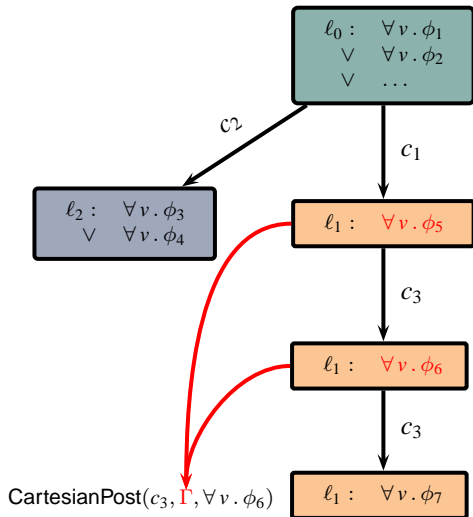 ℓ₀ : ∀ v . ϕ₁
∨ ∀ v . ϕ₂
∨ ...
c₂
c₁
ℓ₂ : ∀ v . ϕ₃
∨ ∀ v . ϕ₄
ℓ₁ : ∀ v . ϕ₅
c₃
ℓ₁ : ∀ v . ϕ₆
c₃
CartesianPost(c₃, Γ, ∀ v . ϕ₆)
ℓ₁ : ∀ v . ϕ₇